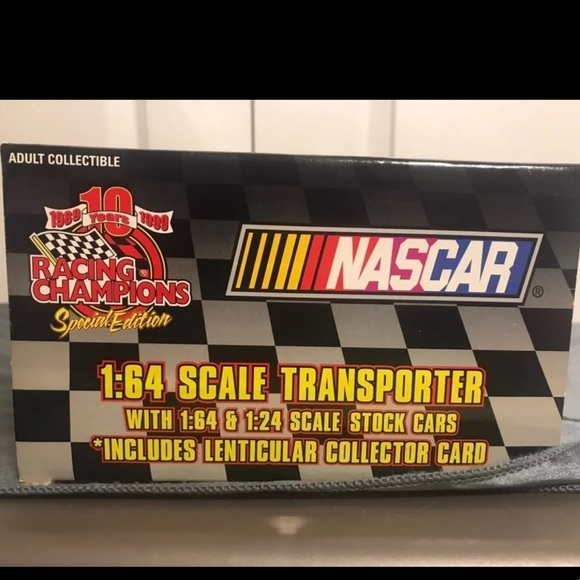 ADULT COLLECTIBLE
10
1989 Years 1999
RACING
CHAMPIONS®
Special Edition
NASCAR®
1:64 SCALE TRANSPORTER
WITH 1:64 & 1:24 SCALE STOCK CARS
*INCLUDES LENTICULAR COLLECTOR CARD